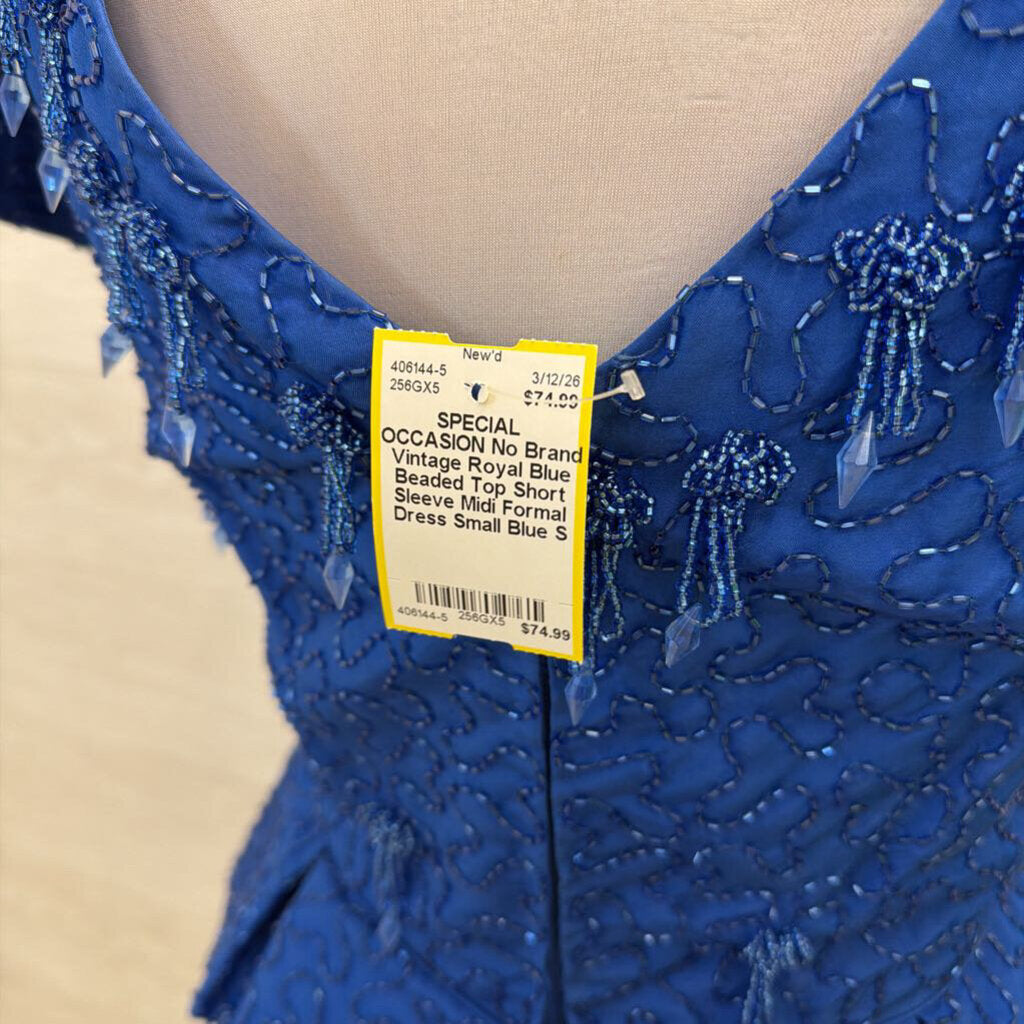 New'd
406144-5 3/12/26
256GX5 $74.99
SPECIAL
OCCASION No Brand
Vintage Royal Blue
Beaded Top Short
Sleeve Midi Formal
Dress Small Blue S
406144-5 256GX5 $74.99